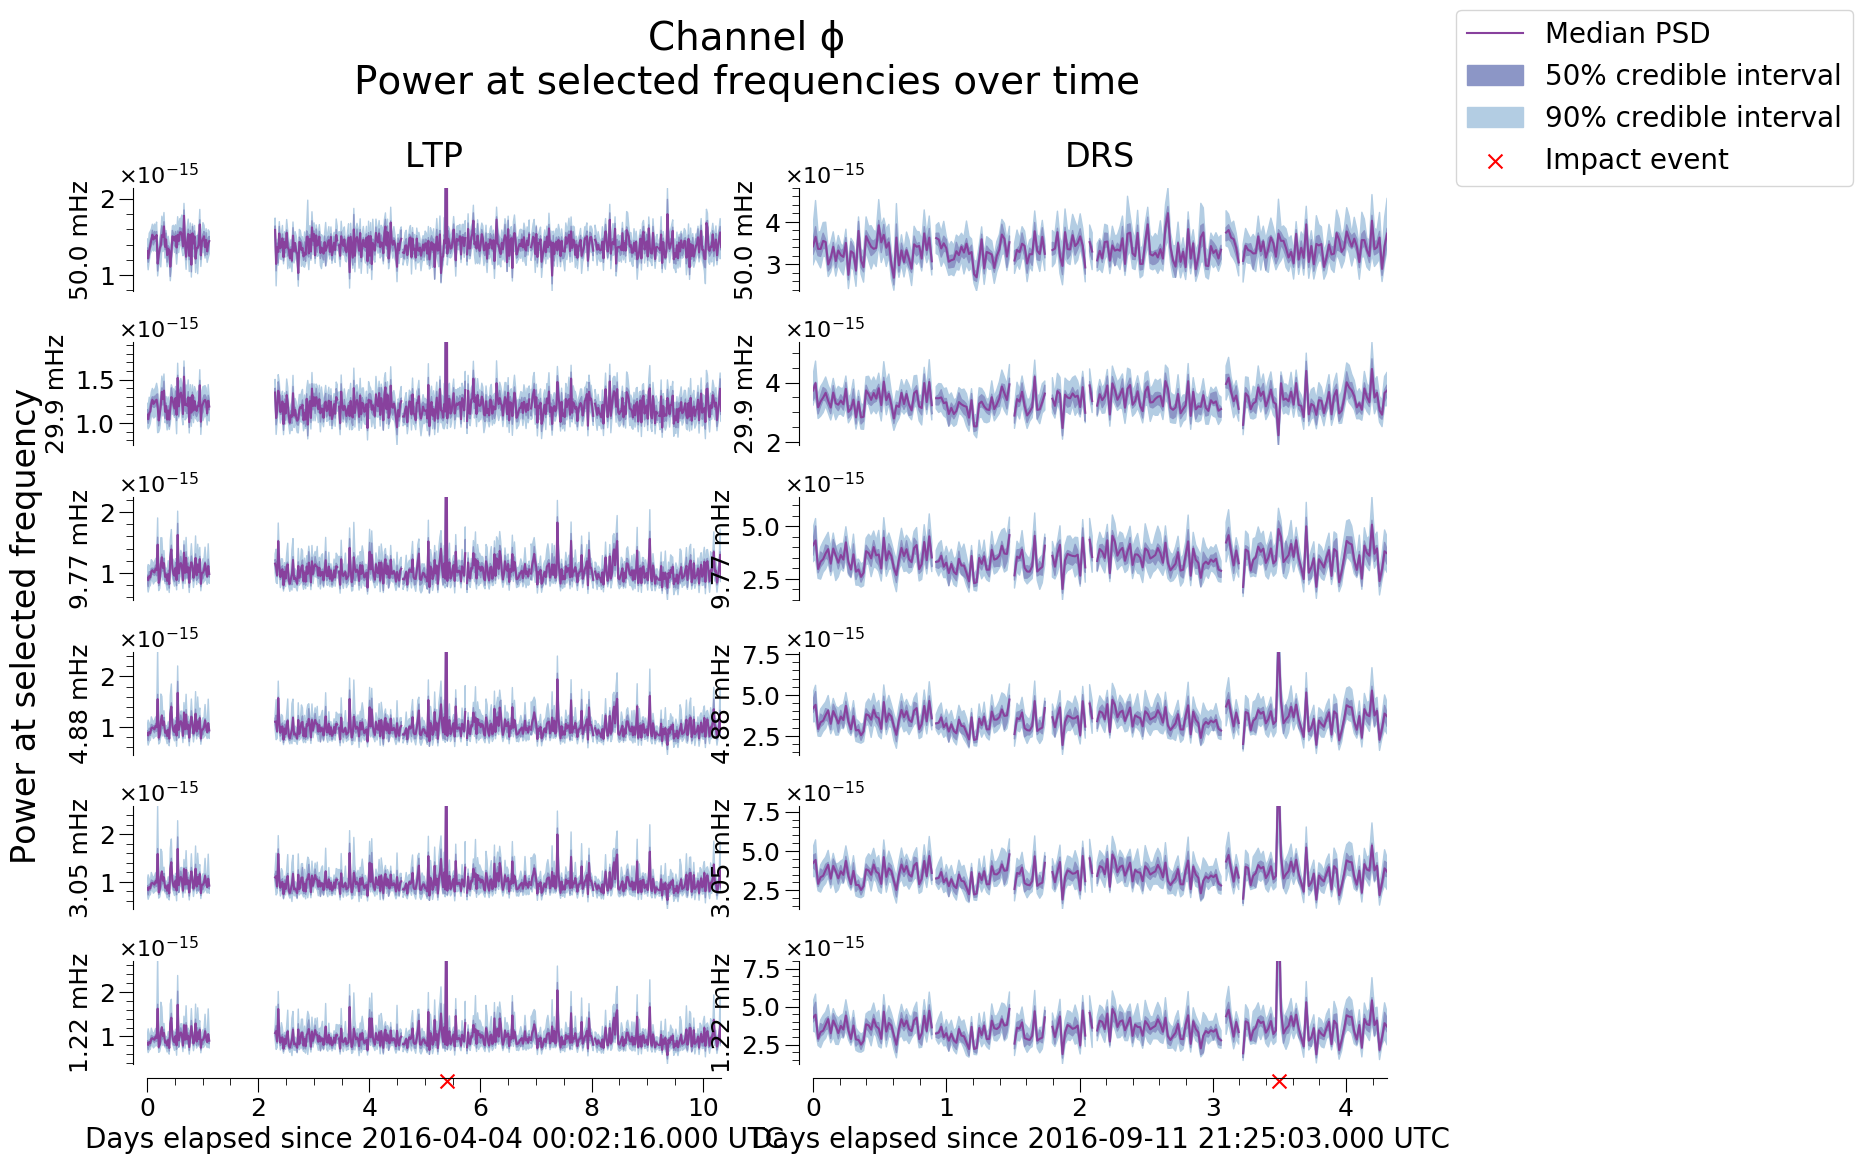 Channel ϕ
Power at selected frequencies over time
Median PSD
50% credible interval
90% credible interval
Impact event
Power at selected frequency
LTP
×10⁻¹⁵
50.0 mHz
2
1
×10⁻¹⁵
29.9 mHz
1.5
1.0
×10⁻¹⁵
9.77 mHz
2
1
×10⁻¹⁵
4.88 mHz
2
1
×10⁻¹⁵
3.05 mHz
2
1
×10⁻¹⁵
1.22 mHz
2
1
0 2 4 6 8 10
Days elapsed since 2016-04-04 00:02:16.000 UTC
DRS
×10⁻¹⁵
50.0 mHz
4
3
×10⁻¹⁵
29.9 mHz
4
2
×10⁻¹⁵
9.77 mHz
5.0
2.5
×10⁻¹⁵
4.88 mHz
7.5
5.0
2.5
×10⁻¹⁵
3.05 mHz
7.5
5.0
2.5
×10⁻¹⁵
1.22 mHz
7.5
5.0
2.5
0 1 2 3 4
Days elapsed since 2016-09-11 21:25:03.000 UTC